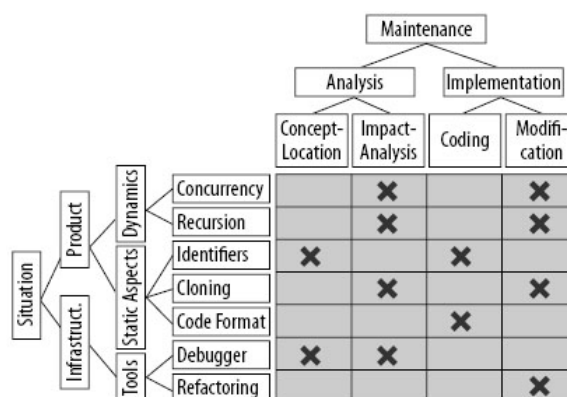 Maintenance
Analysis
Implementation
Concept-
Location
Impact-
Analysis
Coding
Modifi-
cation
Situation
Product
Infrastruct.
Dynamics
Static Aspects
Tools
Concurrency
Recursion
Identifiers
Cloning
Code Format
Debugger
Refactoring